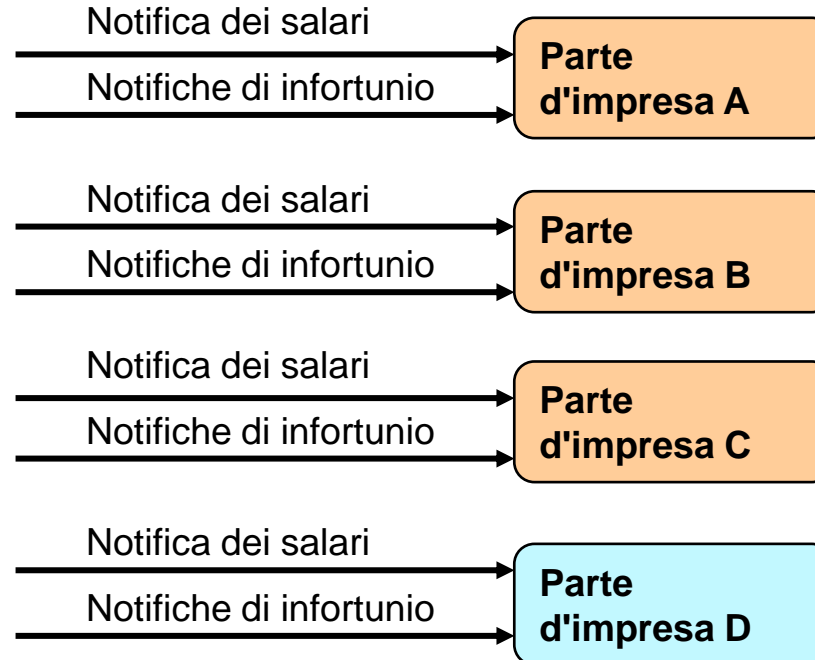 Notifica dei salari
Notifiche di infortunio
Parte
d'impresa A
Notifica dei salari
Notifiche di infortunio
Parte
d'impresa B
Notifica dei salari
Notifiche di infortunio
Parte
d'impresa C
Notifica dei salari
Notifiche di infortunio
Parte
d'impresa D